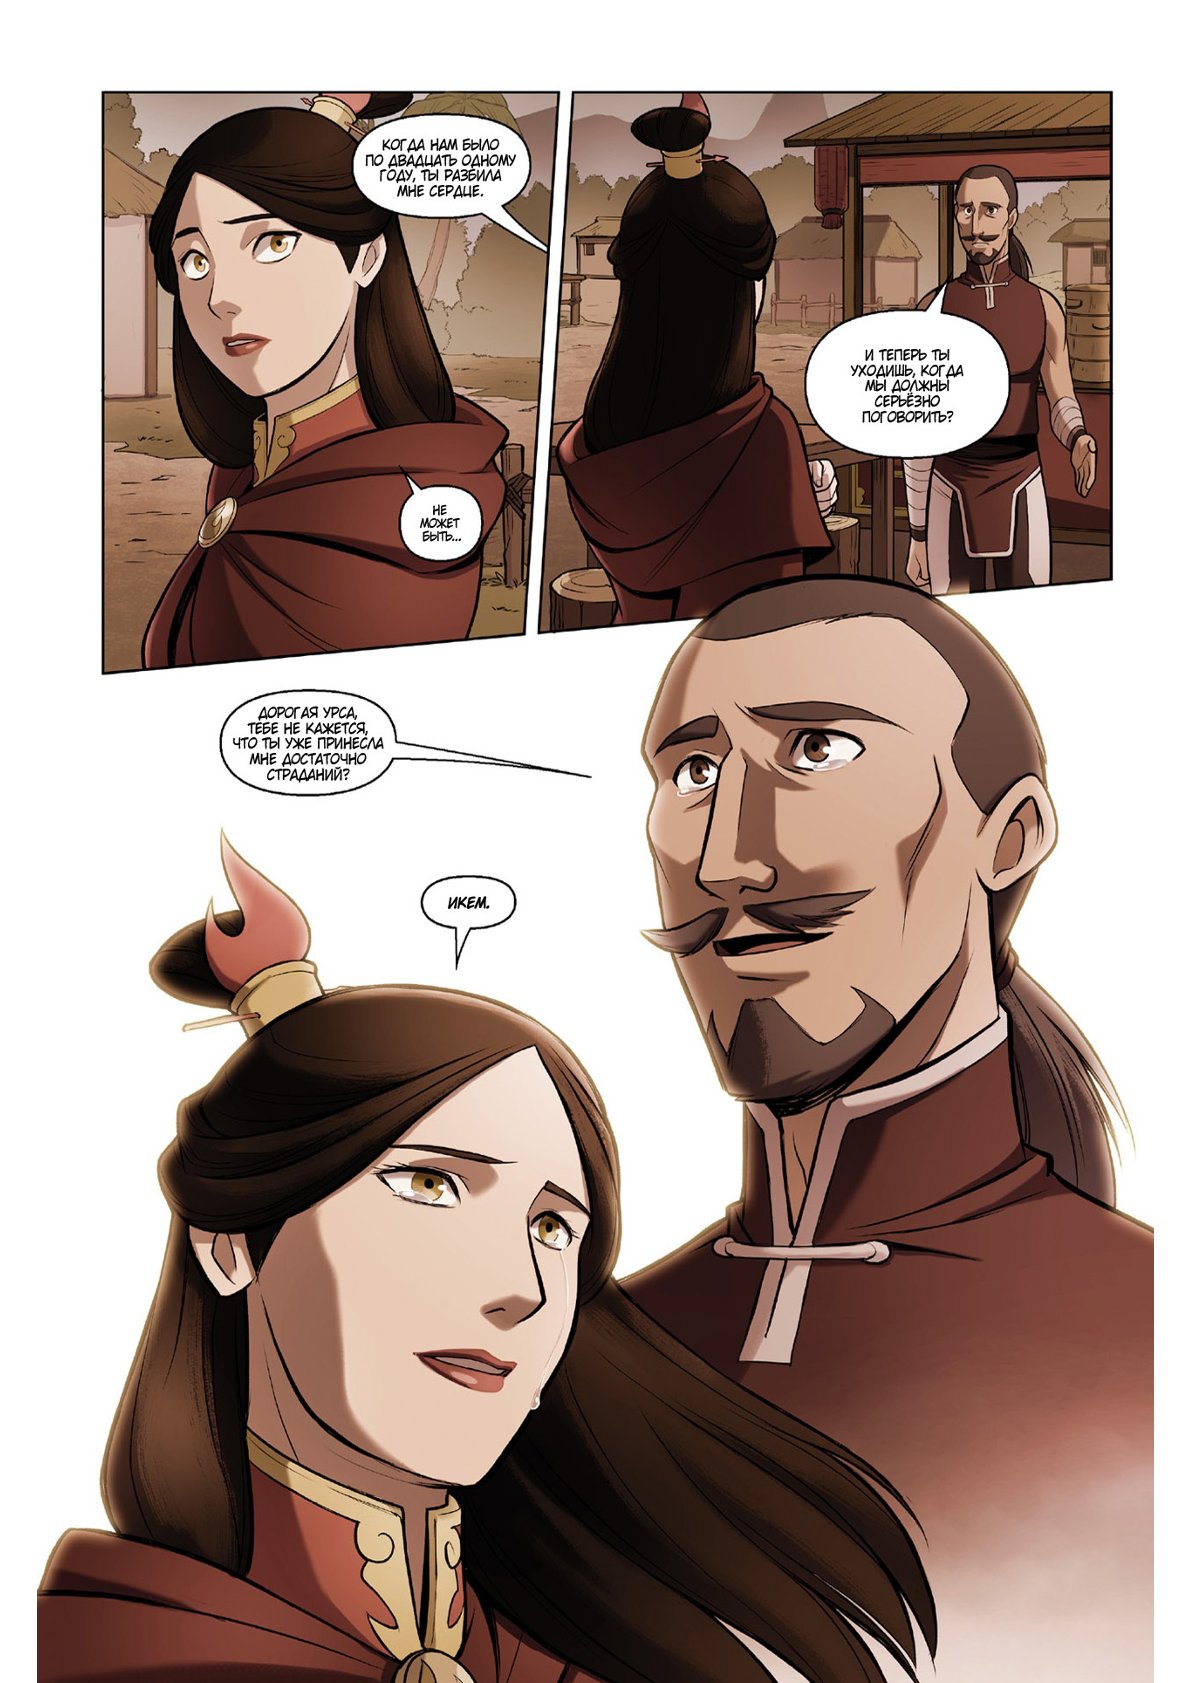 КОГДА НАМ БЫЛО
ПО ДВАДЦАТЬ ОДНОМУ
ГОДУ, ТЫ РАЗБИЛА
МНЕ СЕРДЦЕ.
НЕ
МОЖЕТ
БЫТЬ...
И ТЕПЕРЬ ТЫ
УХОДИШЬ, КОГДА
МЫ ДОЛЖНЫ
СЕРЬЁЗНО
ПОГОВОРИТЬ?
ДОРОГАЯ УРСА,
ТЕБЕ НЕ КАЖЕТСЯ,
ЧТО ТЫ УЖЕ ПРИНЕСЛА
МНЕ ДОСТАТОЧНО
СТРАДАНИЙ?
ИКЕМ.